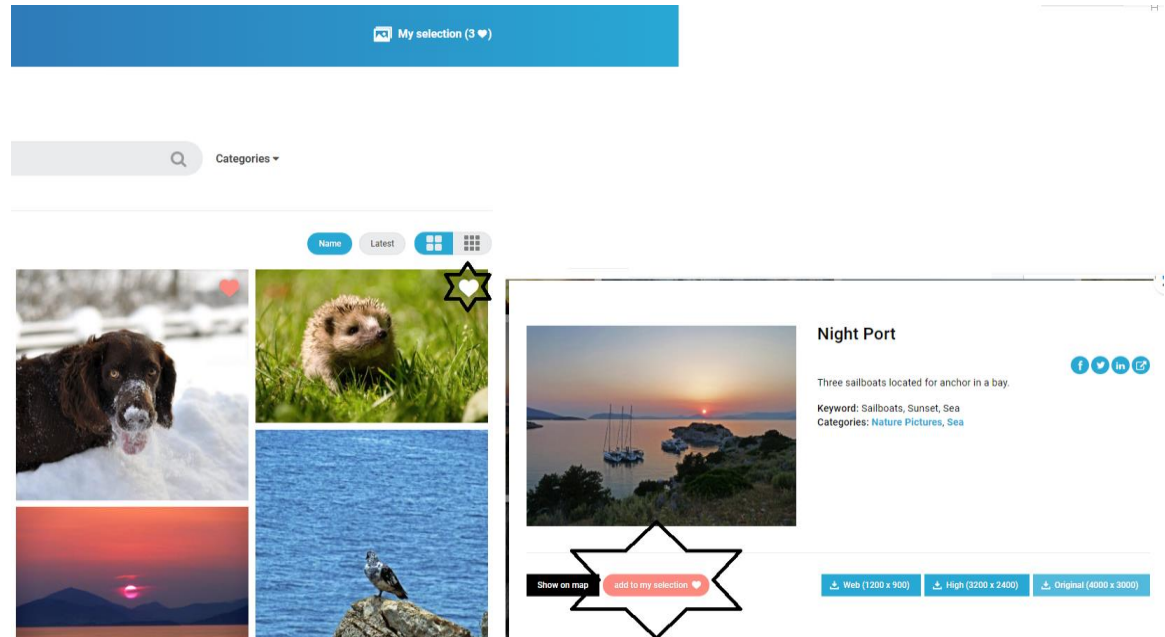 My selection (3 ♥)
Categories
Name
Latest
Night Port
Three sailboats located for anchor in a bay.
Keyword: Sailboats, Sunset, Sea
Categories: Nature Pictures, Sea
Show on map
add to my selection ♥
Web (1200 x 900)
High (3200 x 2400)
Original (4000 x 3000)